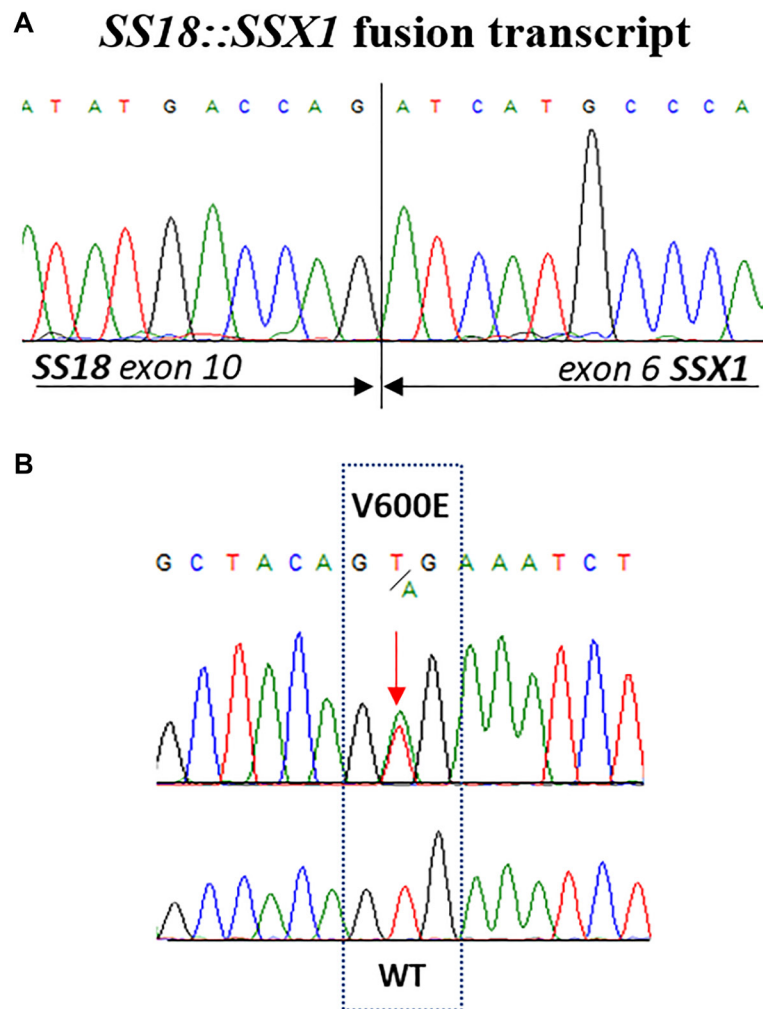 A
SS18::SSX1 fusion transcript
A T A T G A C C A G A T C A T G C C C A
SS18 exon 10 exon 6 SSX1
B
V600E
G C T A C A G T G A A A T C T
/
A
WT